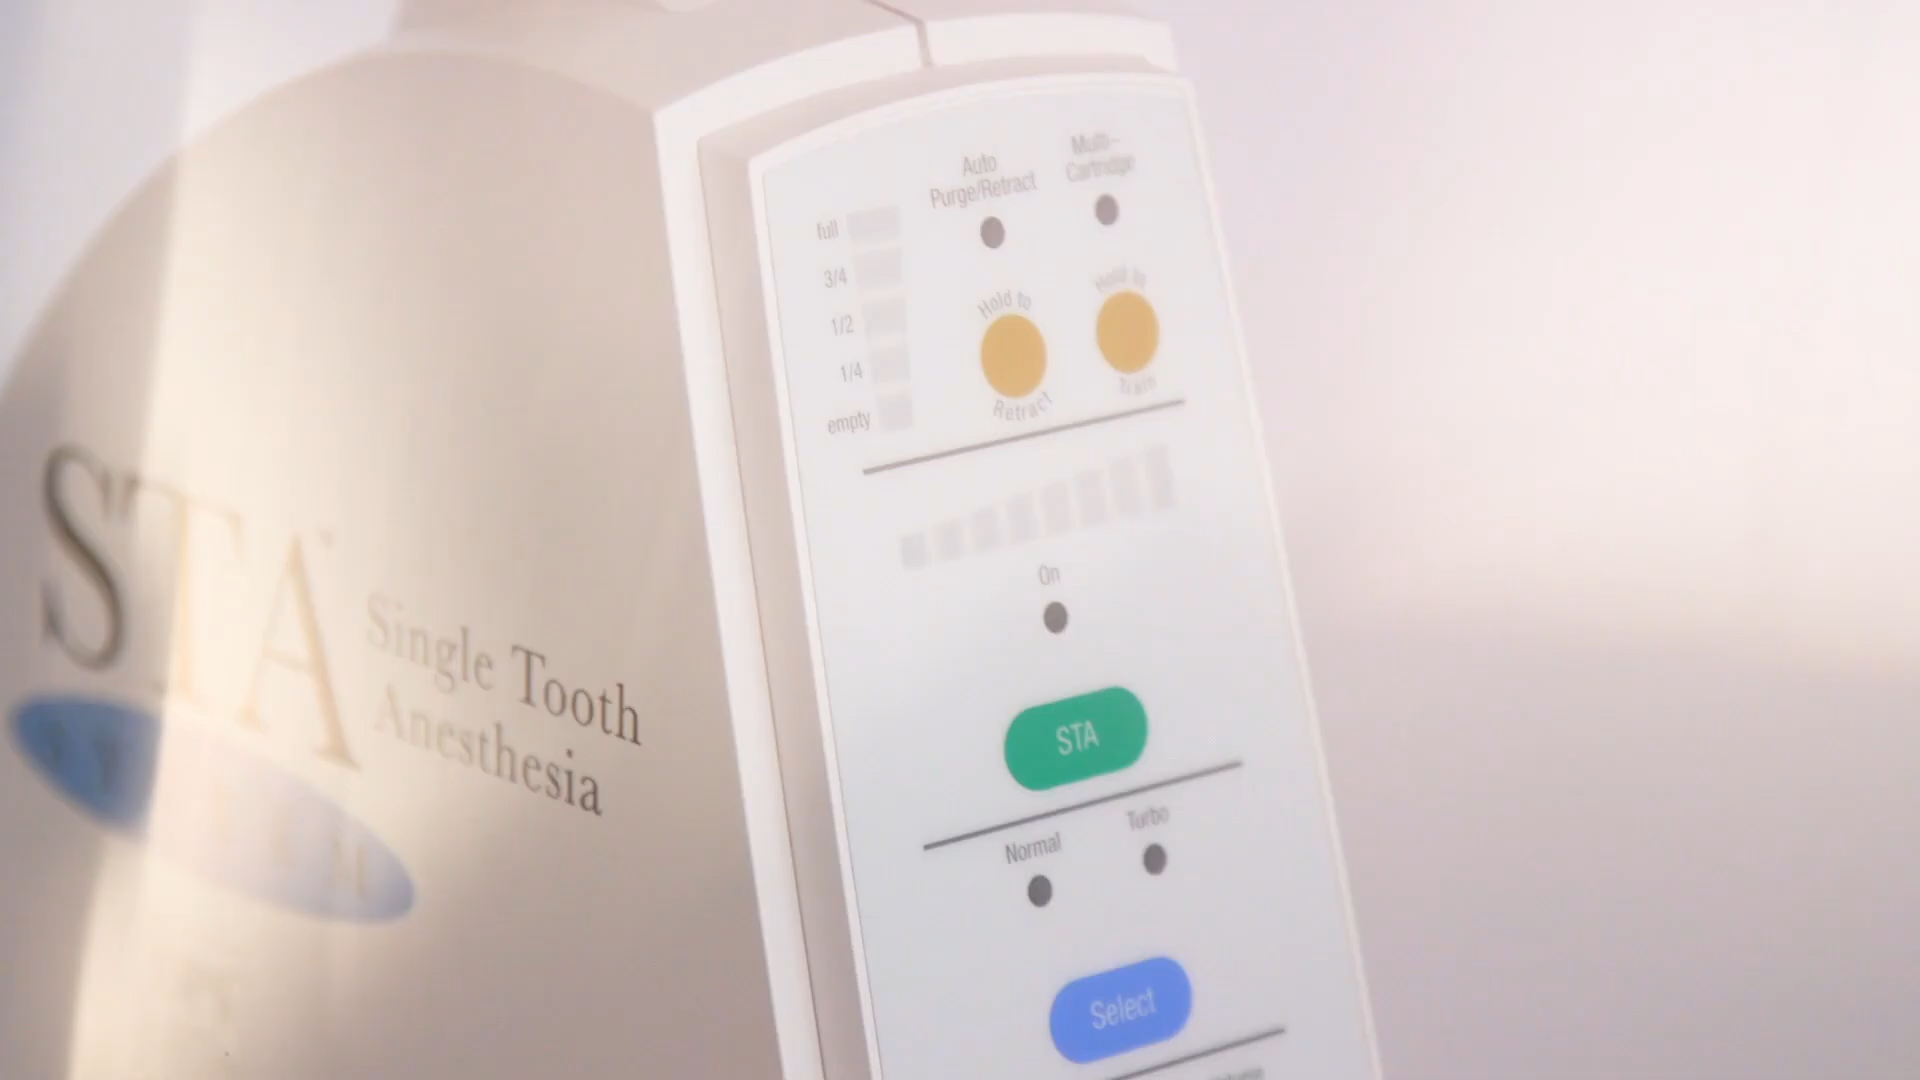 STA
Single Tooth
Anesthesia
SYSTEM
Auto
Purge/Retract
Multi-
Cartridge
full
3/4
1/2
1/4
empty
Hold to
Retract
Hold to
Train
On
STA
Normal
Turbo
Select